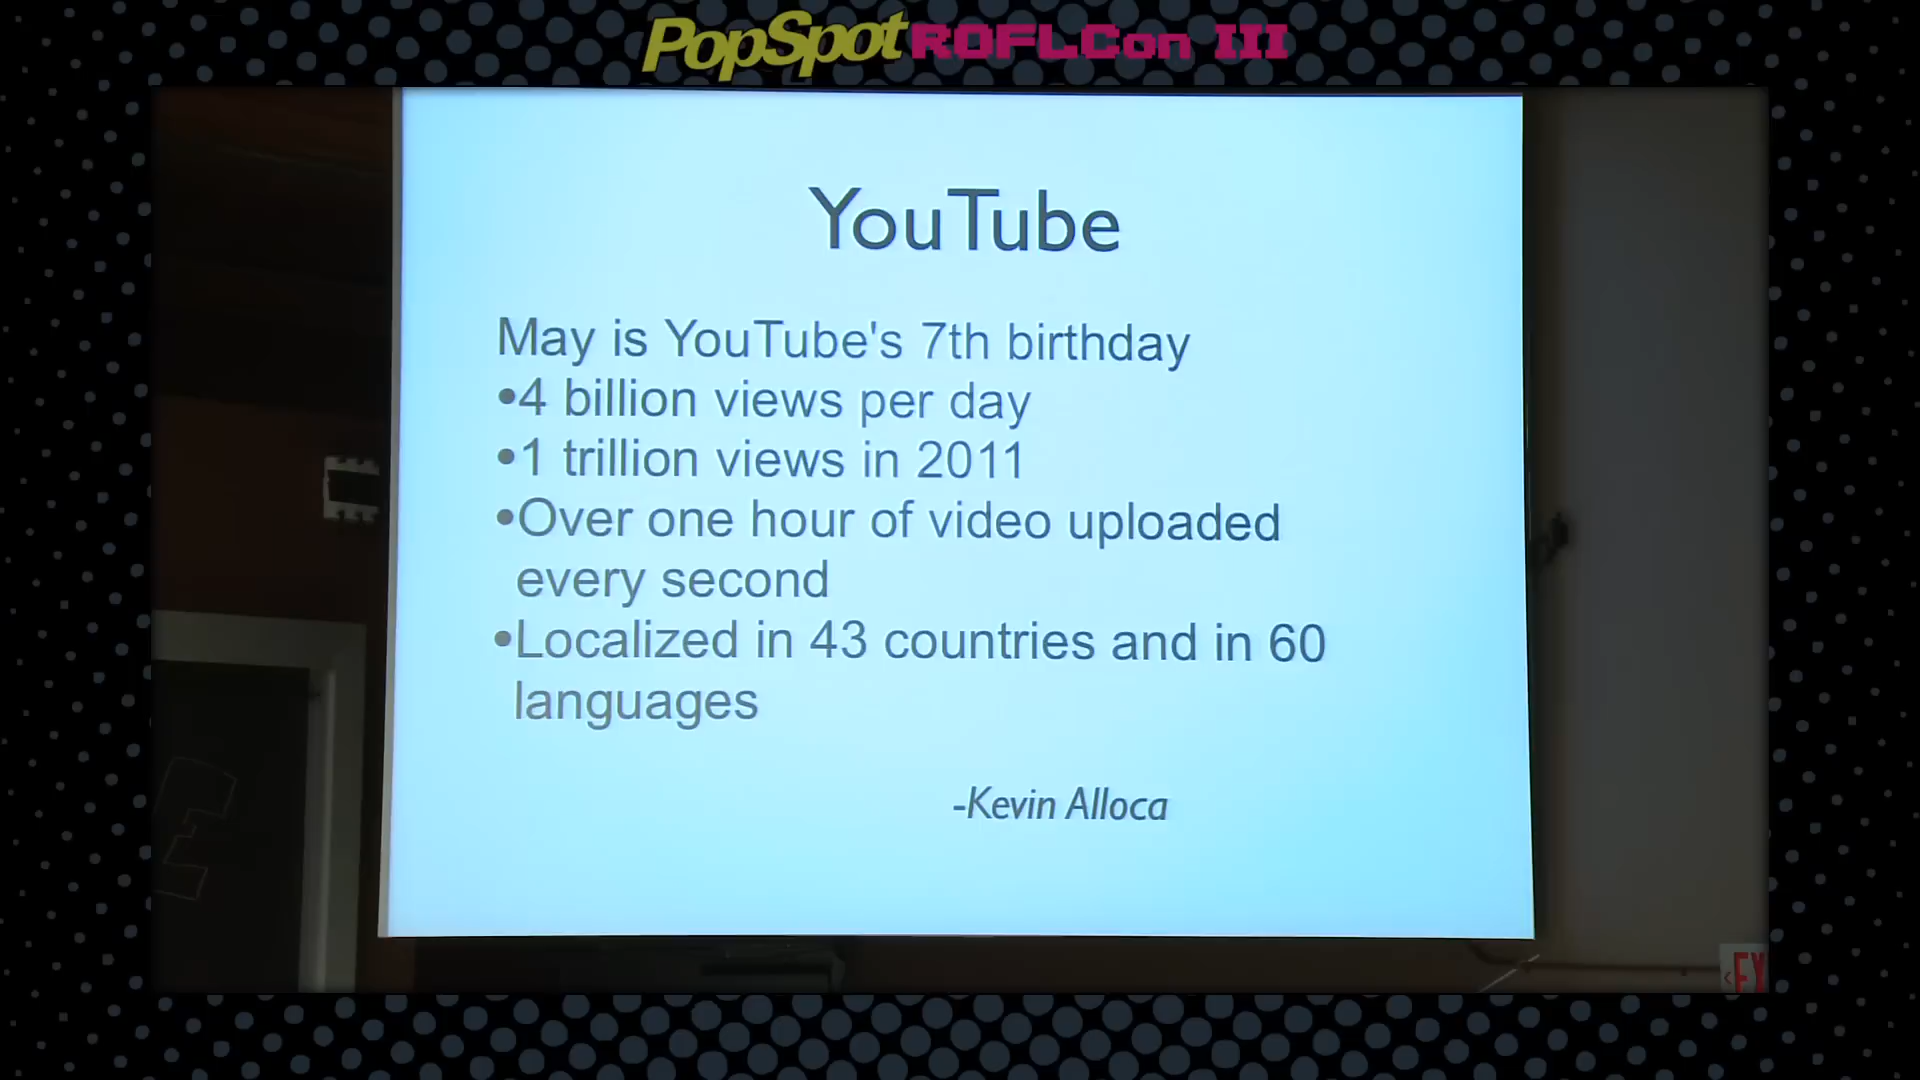 PopSpot ROFLCon III
YouTube
May is YouTube's 7th birthday
•4 billion views per day
•1 trillion views in 2011
•Over one hour of video uploaded
every second
•Localized in 43 countries and in 60
languages
-Kevin Alloca
‹EX